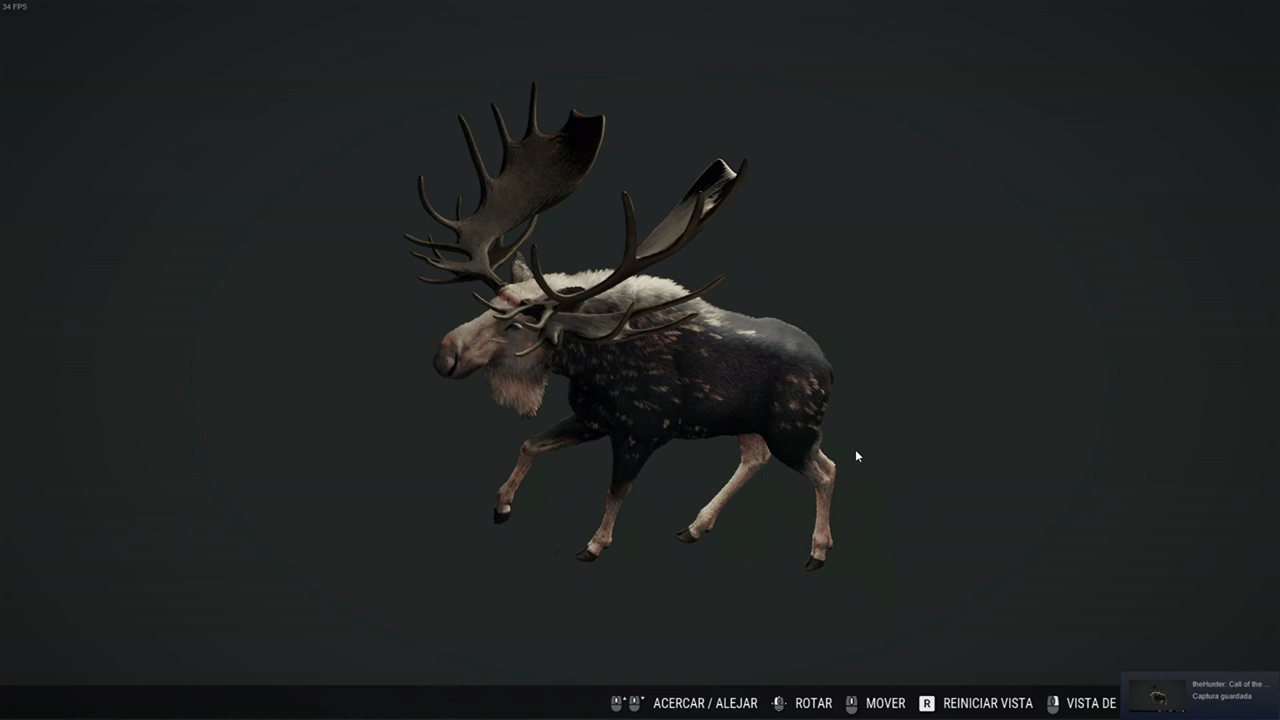 34 FPS
ACERCAR / ALEJAR ROTAR MOVER R REINICIAR VISTA VISTA DE
theHunter: Call of the ...
Captura guardada